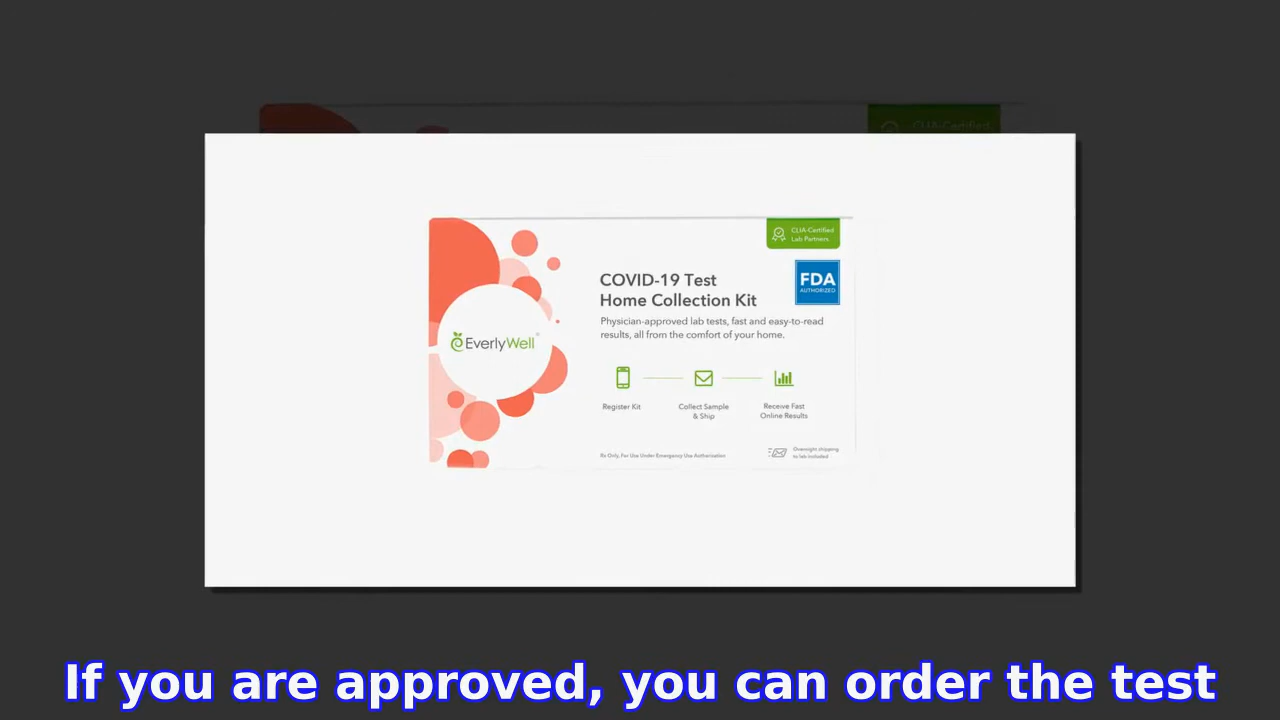 CLIA-Certified
CLIA-Certified
Lab Partners
FDA
AUTHORIZED
COVID-19 Test
Home Collection Kit
Physician-approved lab tests, fast and easy-to-read
results, all from the comfort of your home.
EverlyWell
Register Kit
Collect Sample
& Ship
Receive Fast
Online Results
Rx Only, For Use Under Emergency Use Authorization
Overnight shipping
to lab included
If you are approved, you can order the test